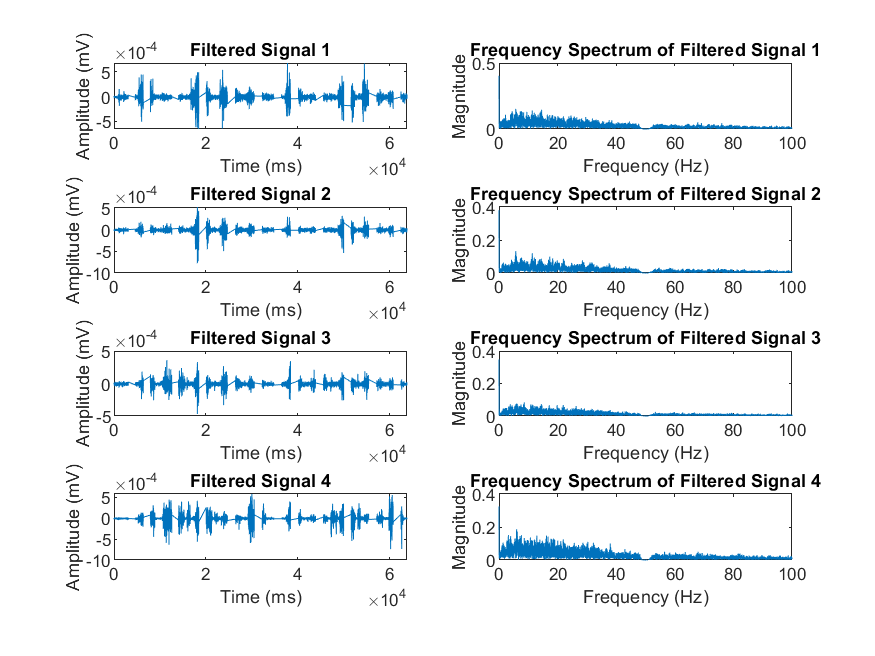 ×10^-4
Filtered Signal 1
Amplitude (mV)
5
0
-5
0 2 4 6
Time (ms)
×10^4
Frequency Spectrum of Filtered Signal 1
Magnitude
0.5
0
0 20 40 60 80 100
Frequency (Hz)
×10^-4
Filtered Signal 2
Amplitude (mV)
5
0
-5
-10
0 2 4 6
Time (ms)
×10^4
Frequency Spectrum of Filtered Signal 2
Magnitude
0.4
0.2
0
0 20 40 60 80 100
Frequency (Hz)
×10^-4
Filtered Signal 3
Amplitude (mV)
5
0
-5
0 2 4 6
Time (ms)
×10^4
Frequency Spectrum of Filtered Signal 3
Magnitude
0.4
0.2
0
0 20 40 60 80 100
Frequency (Hz)
×10^-4
Filtered Signal 4
Amplitude (mV)
5
0
-5
-10
0 2 4 6
Time (ms)
×10^4
Frequency Spectrum of Filtered Signal 4
Magnitude
0.4
0.2
0
0 20 40 60 80 100
Frequency (Hz)